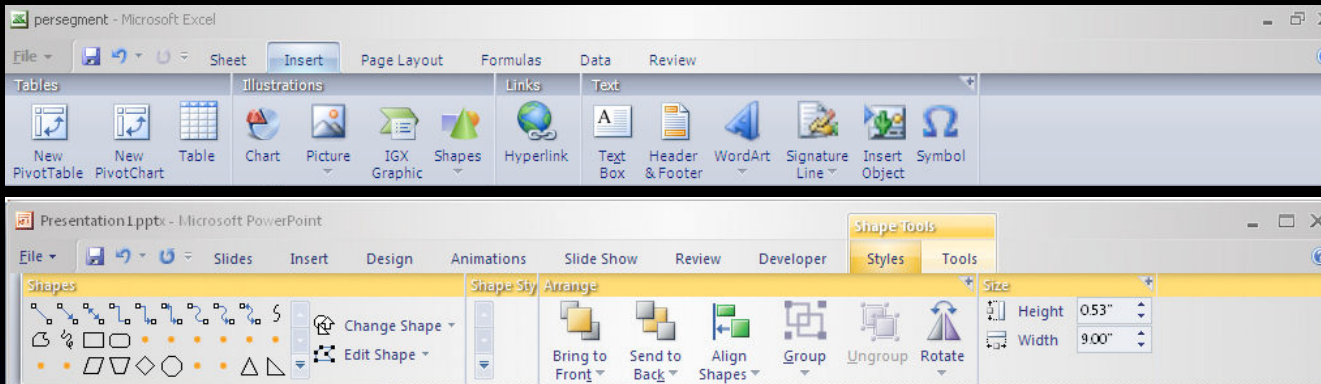 persegment - Microsoft Excel
File Sheet Insert Page Layout Formulas Data Review
Tables Illustrations Links Text
New PivotTable New PivotChart Table Chart Picture IGX Graphic Shapes Hyperlink Text Box Header & Footer WordArt Signature Line Insert Object Symbol
Presentation1.pptx - Microsoft PowerPoint Shape Tools
File Slides Insert Design Animations Slide Show Review Developer Styles Tools
Shapes Shape Sty Arrange Size
Change Shape Height 0.53"
Edit Shape Width 9.00"
Bring to Front Send to Back Align Shapes Group Ungroup Rotate